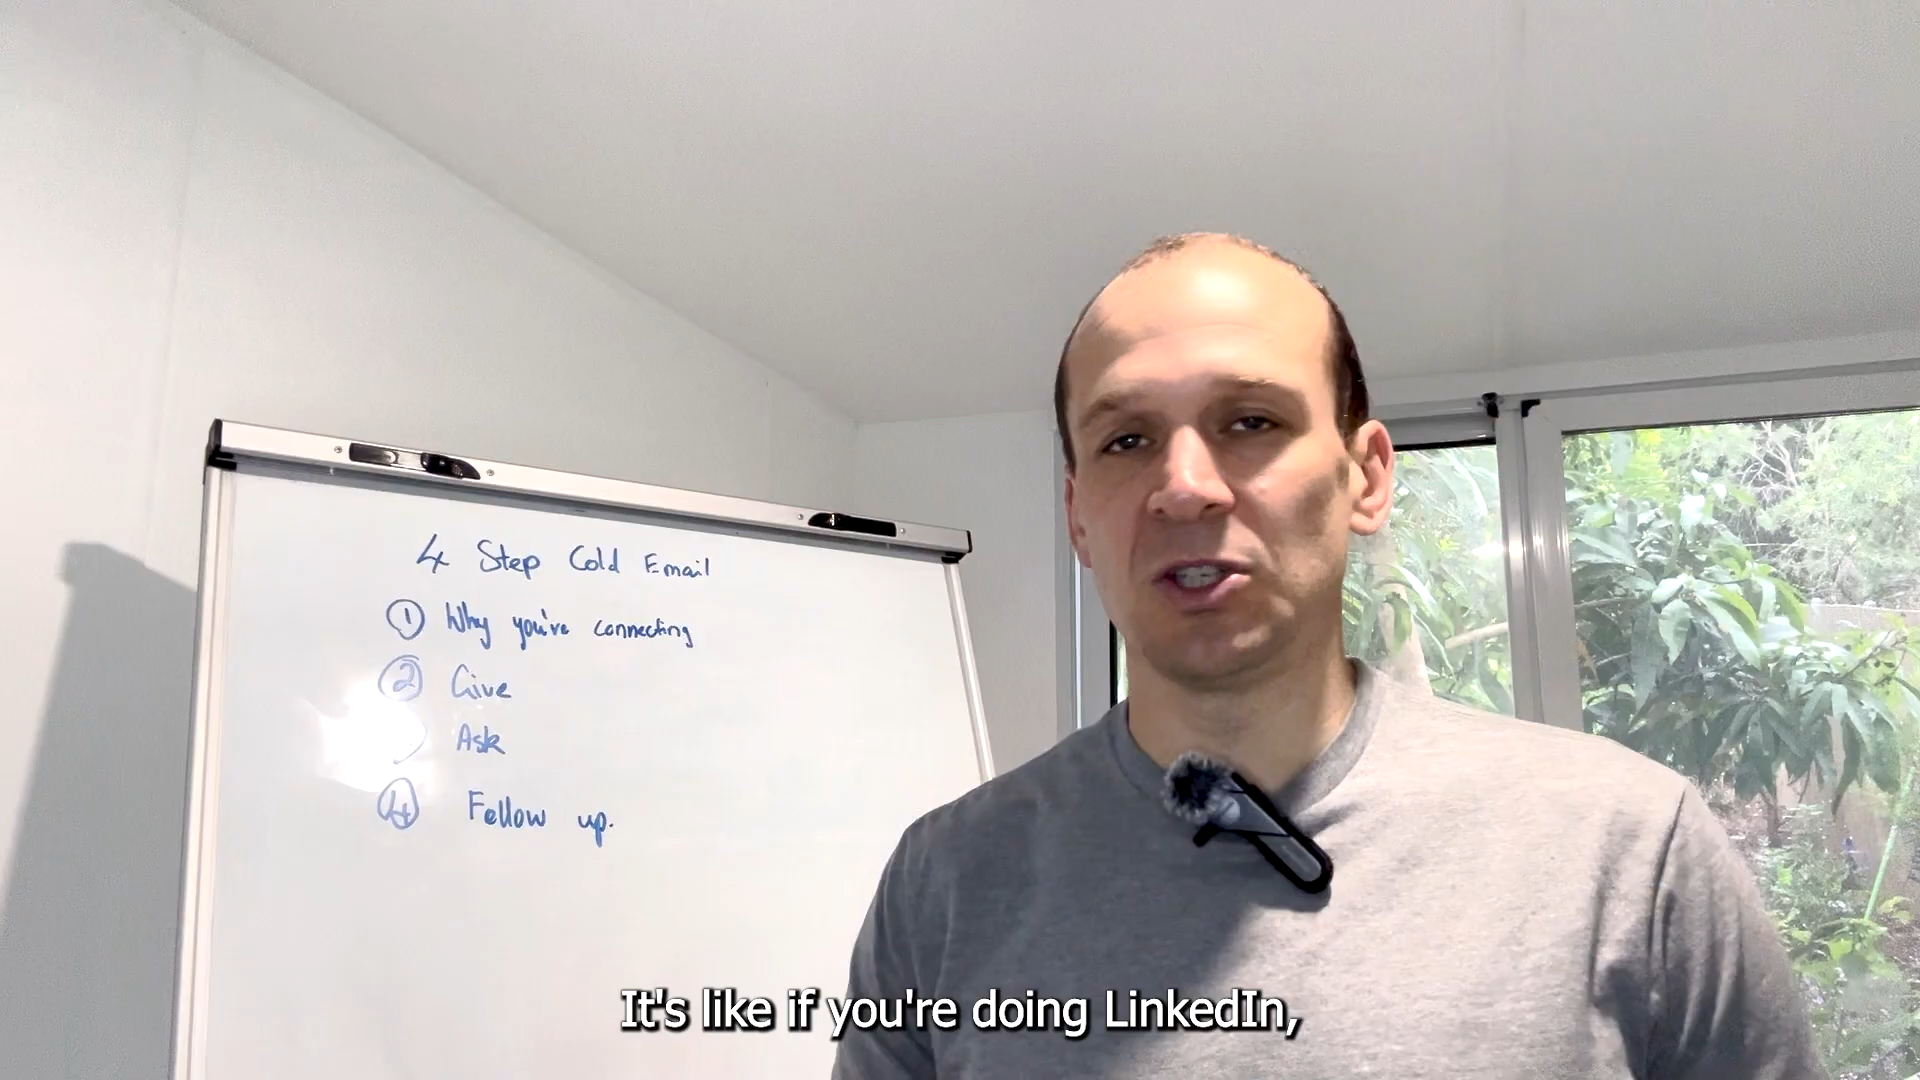 4 Step Cold Email
① Why you're connecting
② Give
Ask
④ Follow up.
It's like if you're doing LinkedIn,